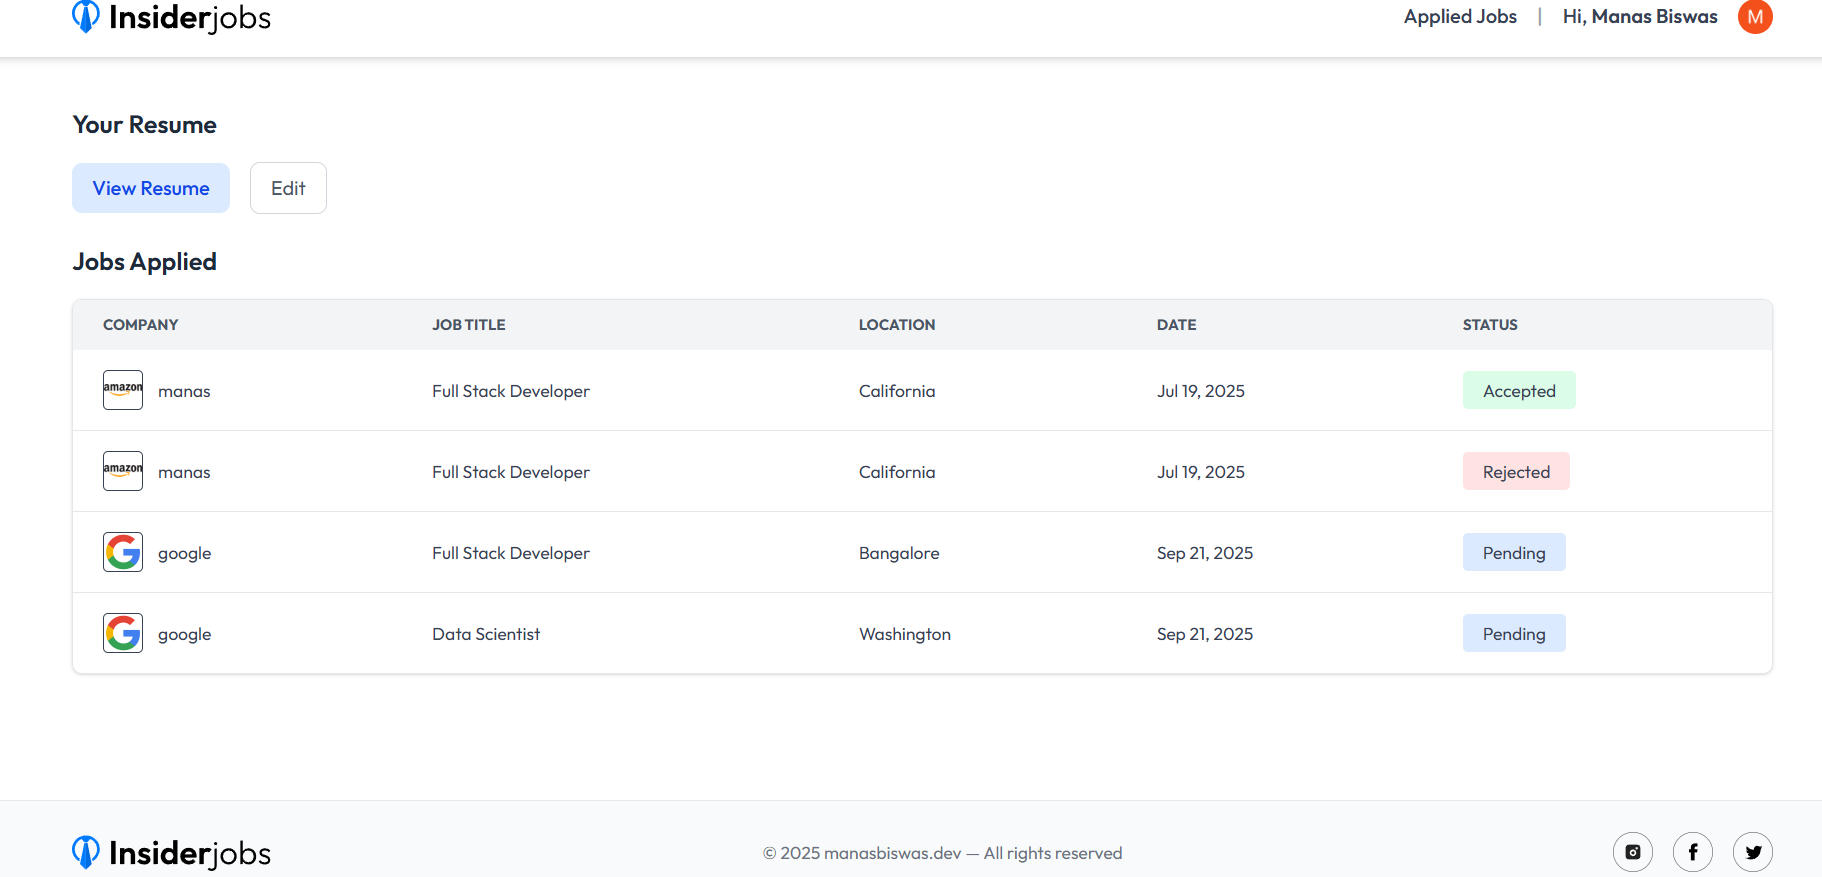 Insiderjobs
Applied Jobs | Hi, Manas Biswas M
Your Resume
View Resume Edit
Jobs Applied
COMPANY JOB TITLE LOCATION DATE STATUS
amazon manas Full Stack Developer California Jul 19, 2025 Accepted
amazon manas Full Stack Developer California Jul 19, 2025 Rejected
google Full Stack Developer Bangalore Sep 21, 2025 Pending
google Data Scientist Washington Sep 21, 2025 Pending
Insiderjobs
© 2025 manasbiswas.dev — All rights reserved